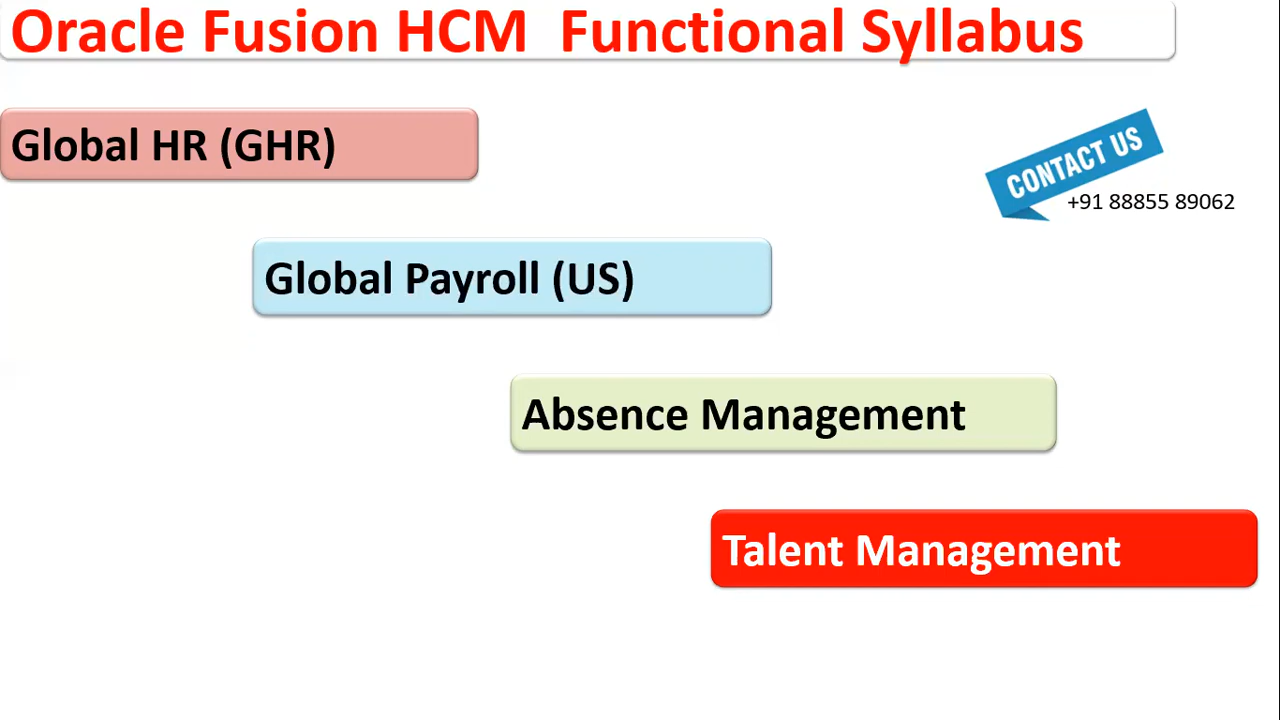 Oracle Fusion HCM  Functional Syllabus
Global HR (GHR)
CONTACT US
+91 88855 89062
Global Payroll (US)
Absence Management
Talent Management